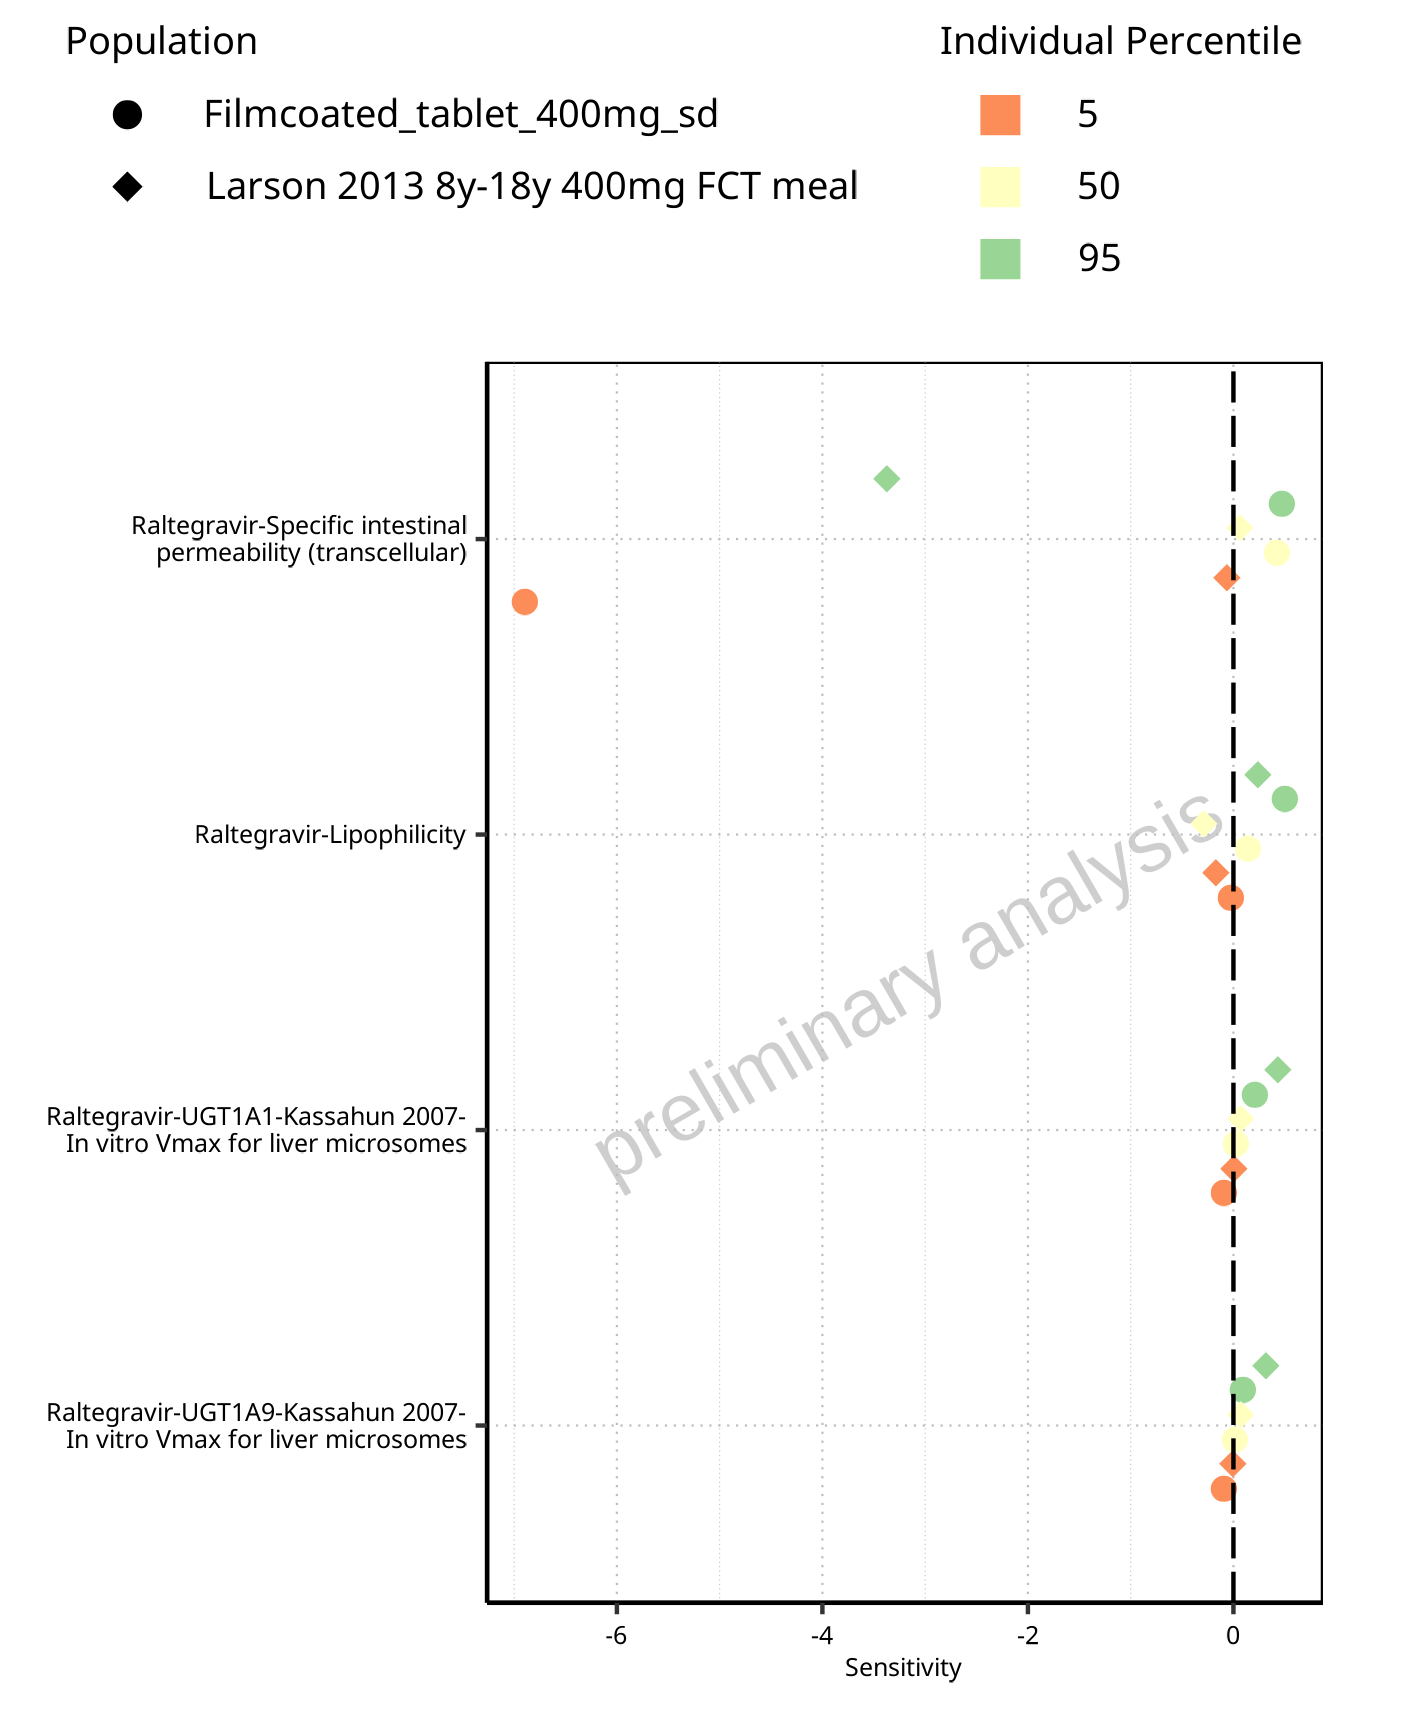 Population
Filmcoated_tablet_400mg_sd
Larson 2013 8y-18y 400mg FCT meal
Individual Percentile
5
50
95
Raltegravir-Specific intestinal
permeability (transcellular)
Raltegravir-Lipophilicity
Raltegravir-UGT1A1-Kassahun 2007-
In vitro Vmax for liver microsomes
Raltegravir-UGT1A9-Kassahun 2007-
In vitro Vmax for liver microsomes
preliminary analysis
-6
-4
-2
0
Sensitivity